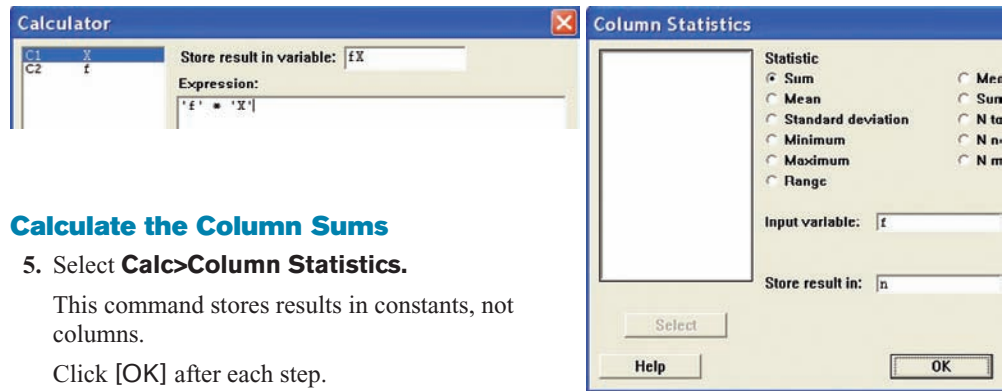 Calculator
C1 X
C2 f
Store result in variable: fX
Expression:
'f' * 'X'
Calculate the Column Sums
5. Select Calc>Column Statistics.
This command stores results in constants, not
columns.
Click [OK] after each step.
Column Statistics
Statistic
Sum
Mean
Standard deviation
Minimum
Maximum
Range
Sum
N
Input variable: f
Store result in: n
Select
Help
OK